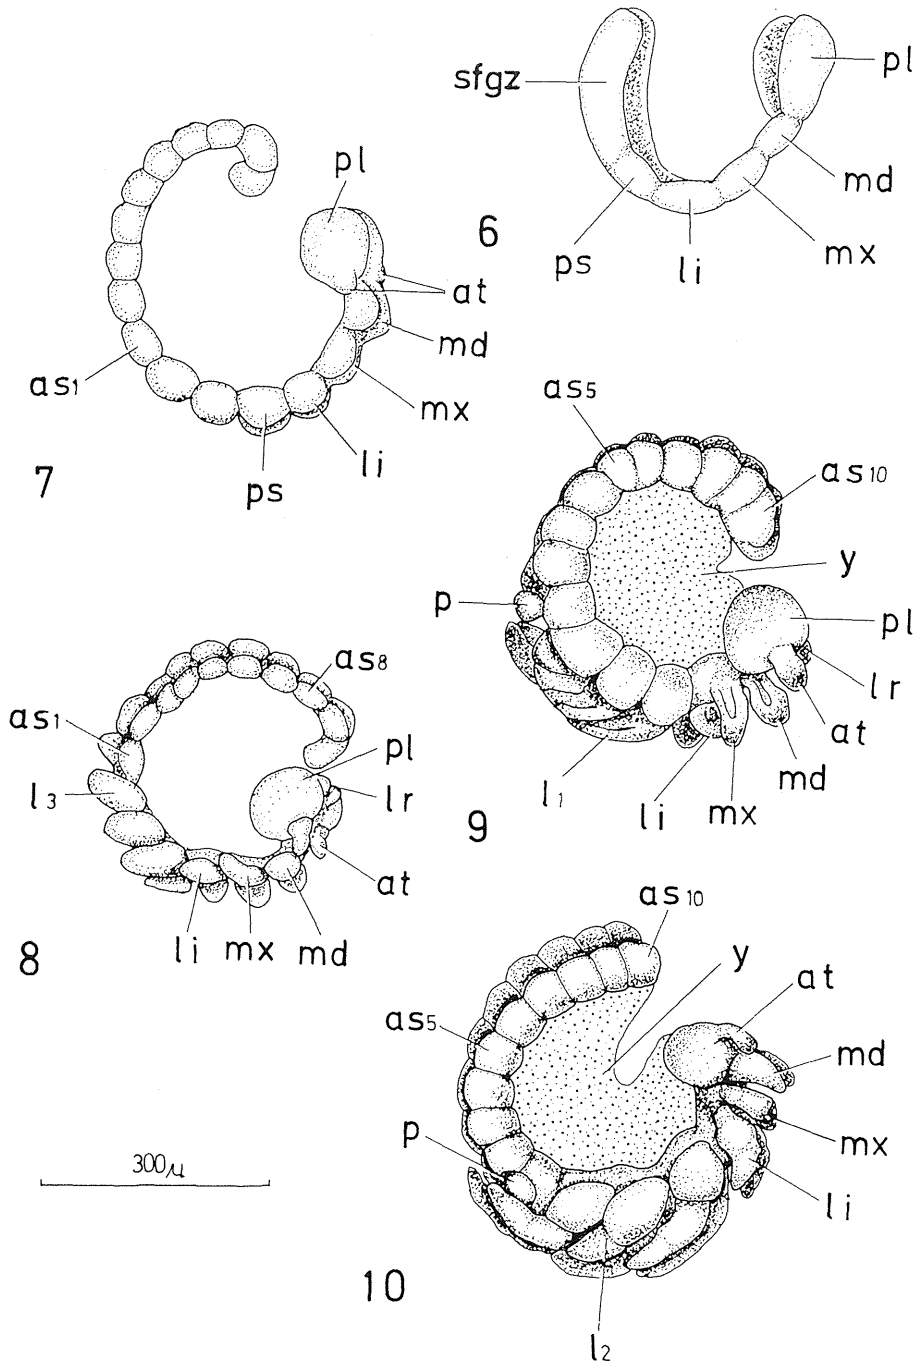 sfgz
pl
md
mx
li
ps
6
pl
at
md
mx
li
ps
as1
7
as5
as10
y
pl
lr
at
md
mx
li
l1
p
9
as8
as1
l3
pl
lr
at
md
mx
li
8
as10
y
at
md
mx
li
l2
p
as5
10
300μ